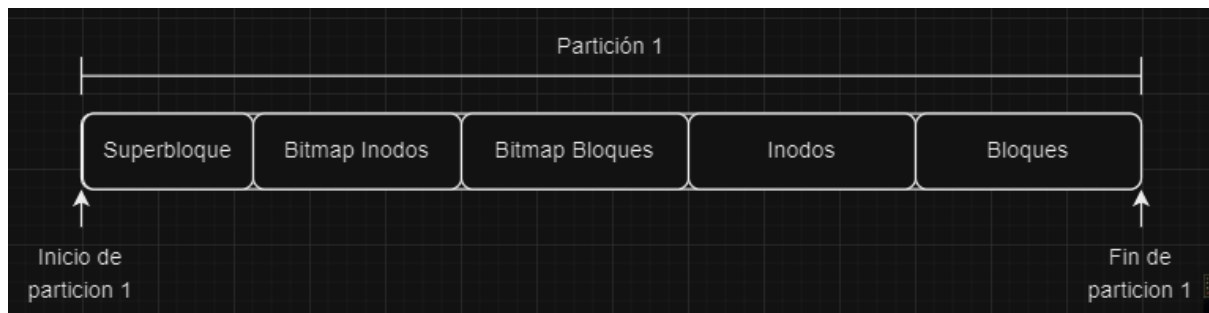 Partición 1
Superbloque
Bitmap Inodos
Bitmap Bloques
Inodos
Bloques
Inicio de
particion 1
Fin de
particion 1